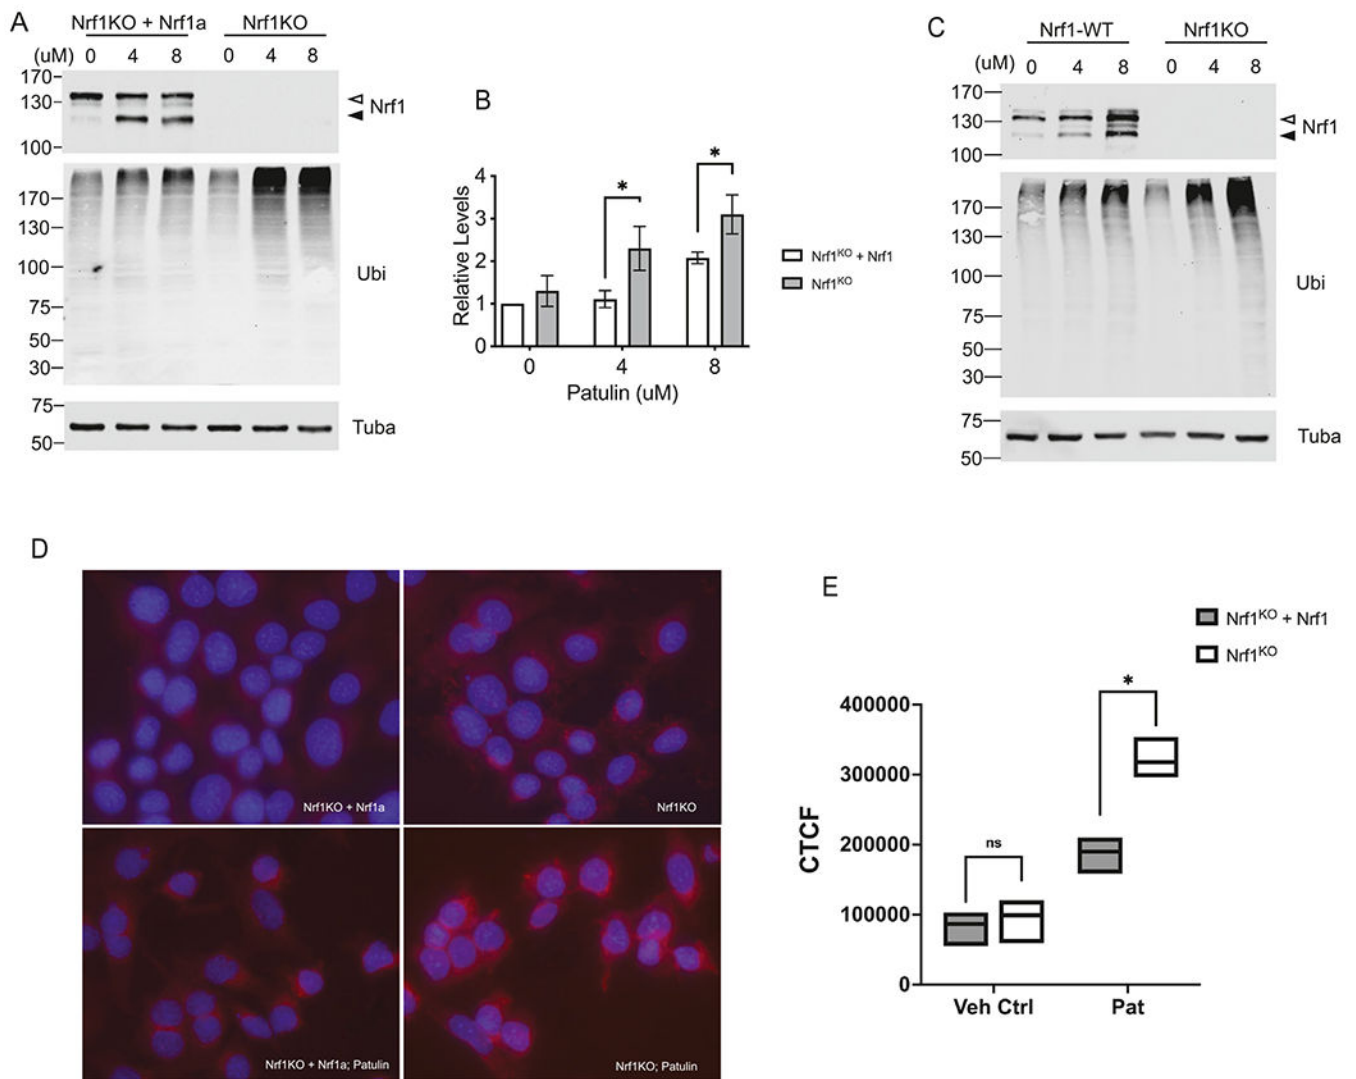 A
Nrf1KO + Nrf1a Nrf1KO
(uM) 0 4 8 0 4 8
170
130
100
Nrf1
170
130
100
75
50
30
Ubi
75
50
Tuba
B
Relative Levels
4
3
2
1
0
* *
0 4 8
Patulin (uM)
Nrf1KO + Nrf1
Nrf1KO
C
Nrf1-WT Nrf1KO
(uM) 0 4 8 0 4 8
170
130
100
Nrf1
170
130
100
75
50
30
Ubi
75
50
Tuba
D
Nrf1KO + Nrf1a
Nrf1KO
Nrf1KO + Nrf1a; Patulin
Nrf1KO; Patulin
E
Nrf1KO + Nrf1
Nrf1KO
CTCF
400000
300000
200000
100000
0
ns
*
Veh Ctrl Pat